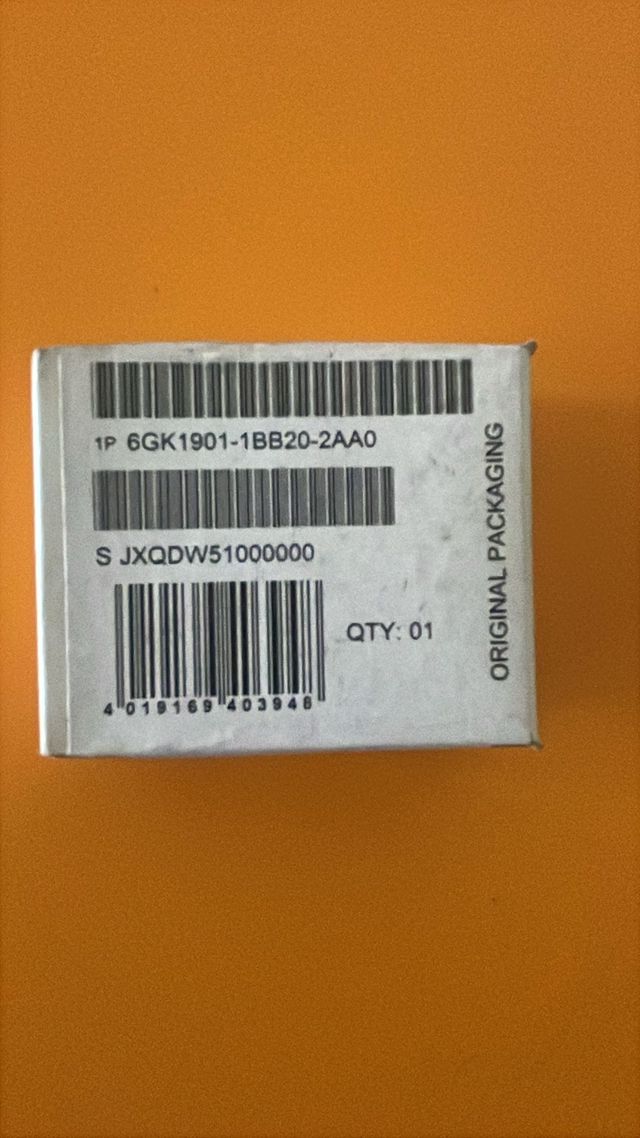 1P 6GK1901-1BB20-2AA0
S JXQDW51000000
QTY: 01
4 019169 403948
ORIGINAL PACKAGING